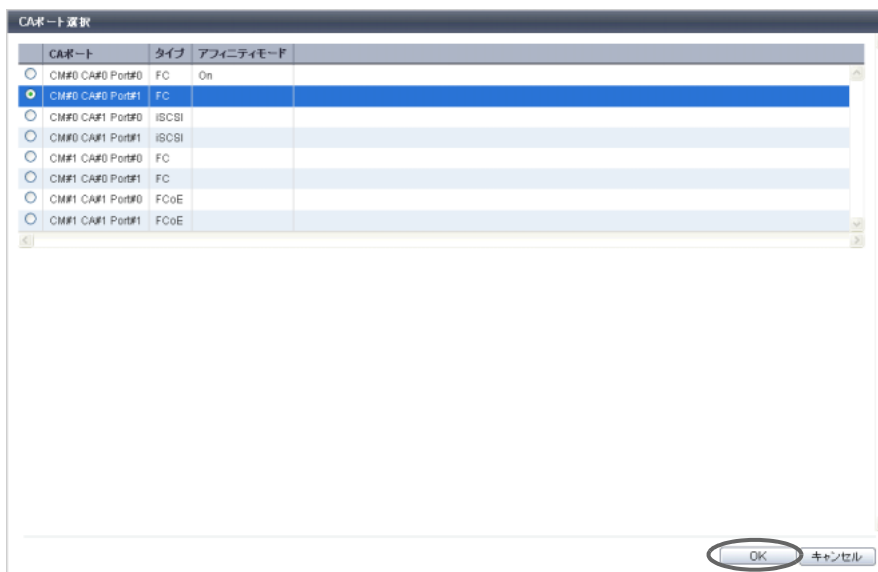 CAポート選択
CAポート タイプ アフィニティモード
CM#0 CA#0 Port#0 FC On
CM#0 CA#0 Port#1 FC
CM#0 CA#1 Port#0 iSCSI
CM#0 CA#1 Port#1 iSCSI
CM#1 CA#0 Port#0 FC
CM#1 CA#0 Port#1 FC
CM#1 CA#1 Port#0 FCoE
CM#1 CA#1 Port#1 FCoE
OK キャンセル